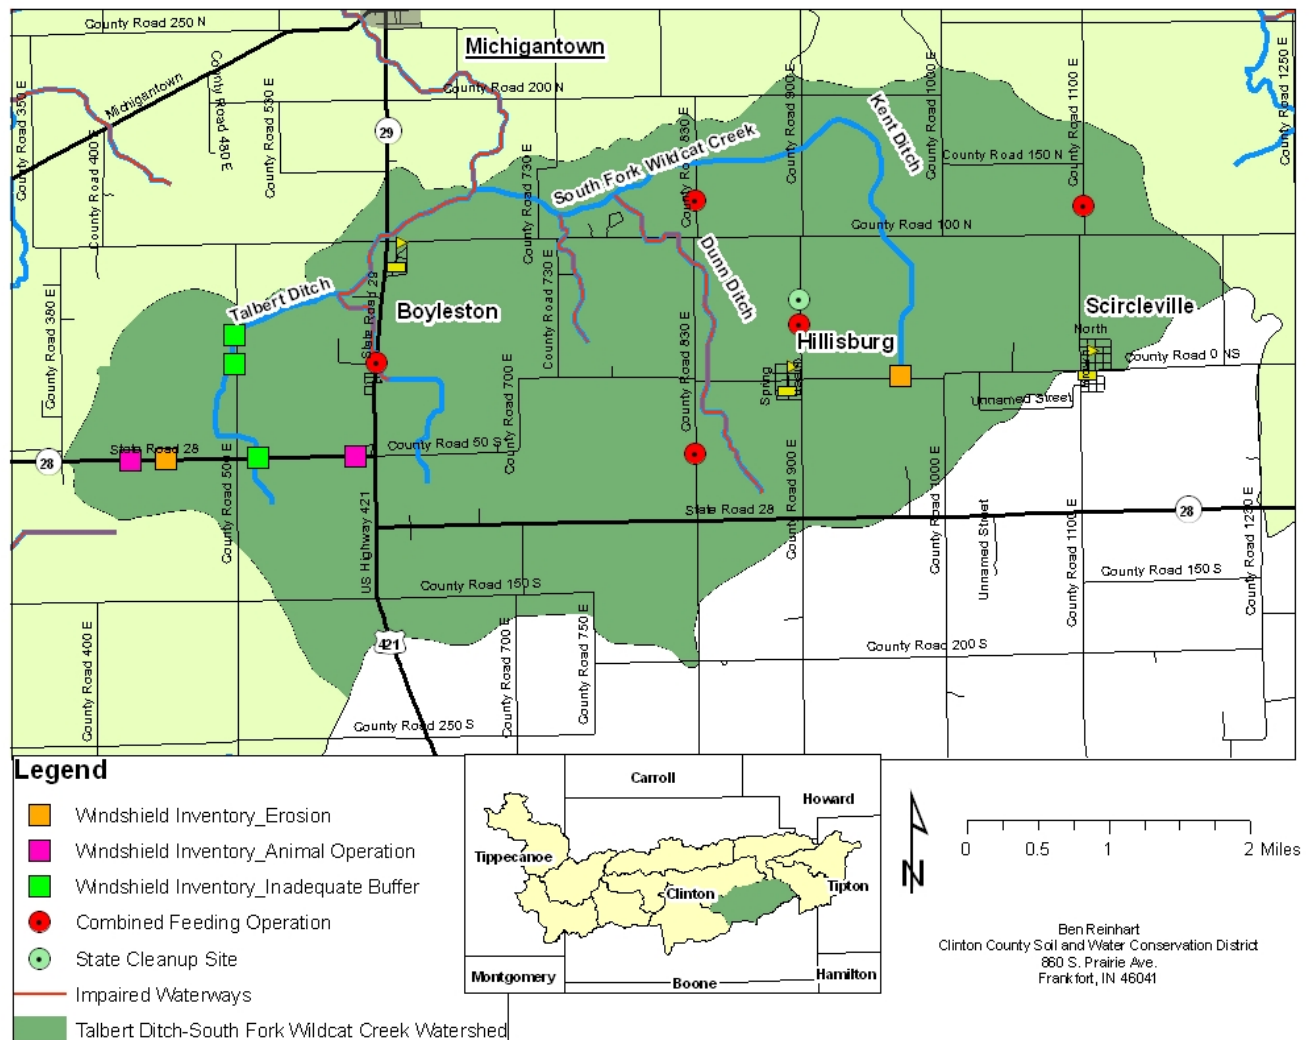 County Road 250 N
Michigantown
Michigantown
County Road 200 N
County Road 350 E
County Road 400 E
County Road 480 E
County Road 530 E
29
County Road 730 E
South Fork Wildcat Creek
County Road 830 E
County Road 900 E
Kent Ditch
County Road 1000 E
County Road 150 N
County Road 1100 E
County Road 1250 E
County Road 100 N
Talbert Ditch
State Road 29
Boyleston
County Road 730 E
Dunn Ditch
Hillisburg
Scircleville
North
County Road 0 NS
County Road 380 E
County Road 700 E
County Road 830 E
Spring
Unnamed Street
28
State Road 28
County Road 50 S
County Road 500 E
US Highway 421
State Road 28
County Road 900 E
County Road 1000 E
Unnamed Street
County Road 1100 E
28
County Road 1230 E
County Road 150 S
County Road 150 S
County Road 400 E
421
County Road 700 E
County Road 750 E
County Road 200 S
County Road 250 S
Legend
Windshield Inventory_Erosion
Windshield Inventory_Animal Operation
Windshield Inventory_Inadequate Buffer
Combined Feeding Operation
State Cleanup Site
Impaired Waterways
Talbert Ditch-South Fork Wildcat Creek Watershed
Carroll
Howard
Tippecanoe
Clinton
Tipton
Montgomery
Boone
Hamilton
N
0 0.5 1 2 Miles
Ben Reinhart
Clinton County Soil and Water Conservation District
860 S. Prairie Ave.
Frankfort, IN 46041